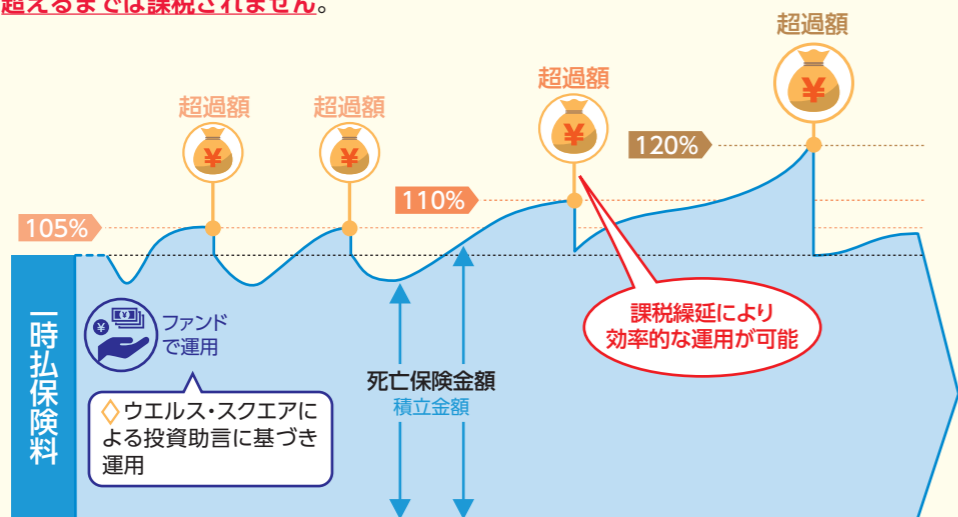 超えるまでは課税されません。
超過額
¥
超過額
¥
超過額
¥
超過額
¥
105%
110%
120%
一時払保険料
¥
¥
ファンド
で運用
◇ウエルス・スクエアに
よる投資助言に基づき
運用
死亡保険金額
積立金額
課税繰延により
効率的な運用が可能